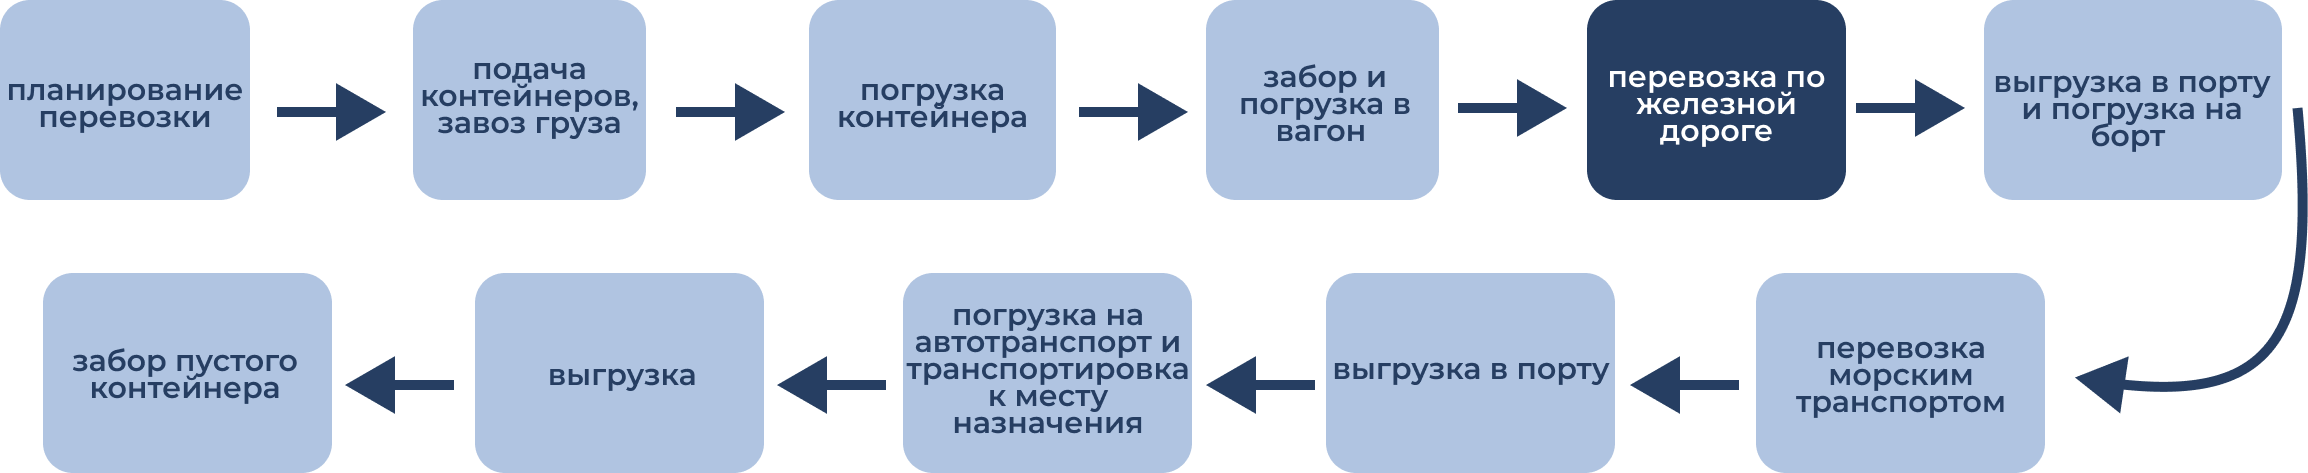 планирование
перевозки
подача
контейнеров,
завоз груза
погрузка
контейнера
забор и
погрузка в
вагон
перевозка по
железной
дороге
выгрузка в порту
и погрузка на
борт
перевозка
морским
транспортом
выгрузка в порту
погрузка на
автотранспорт и
транспортировка
к месту
назначения
выгрузка
забор пустого
контейнера